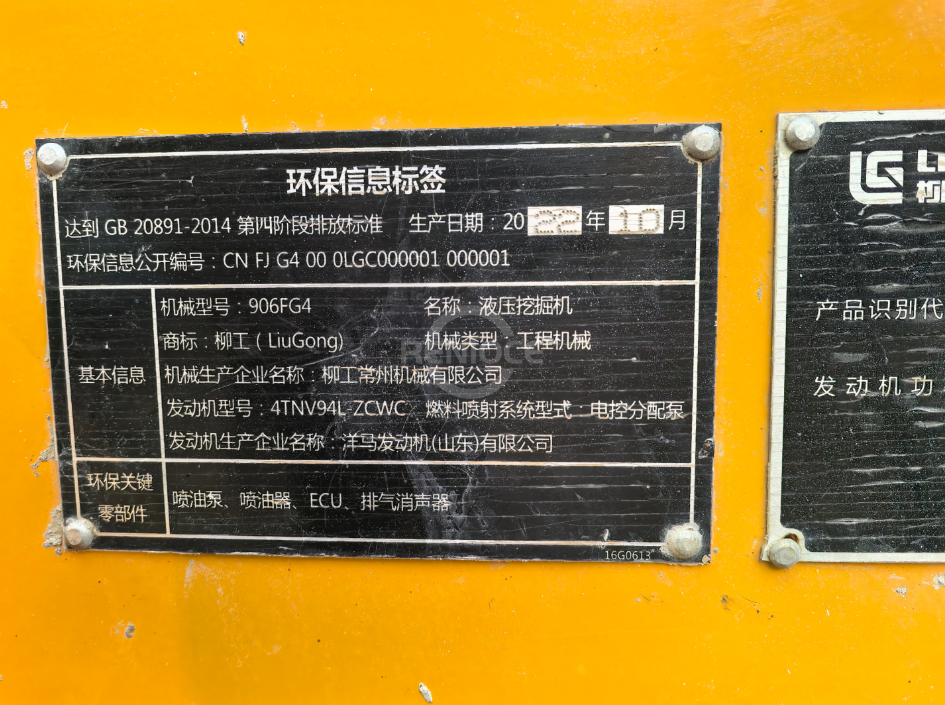 环保信息标签
达到 GB 20891-2014 第四阶段排放标准 生产日期：20 22 年 10 月
环保信息公开编号：CN FJ G4 00 0LGC000001 000001
基本信息
机械型号：906FG4 名称：液压挖掘机
商标：柳工（LiuGong） 机械类型：工程机械
机械生产企业名称：柳工常州机械有限公司
发动机型号：4TNV94L-ZCWC 燃料喷射系统型式：电控分配泵
发动机生产企业名称：洋马发动机(山东)有限公司
环保关键
零部件
喷油泵、喷油器、ECU、排气消声器
16G0613
LG
柳
产品识别代
发动机功